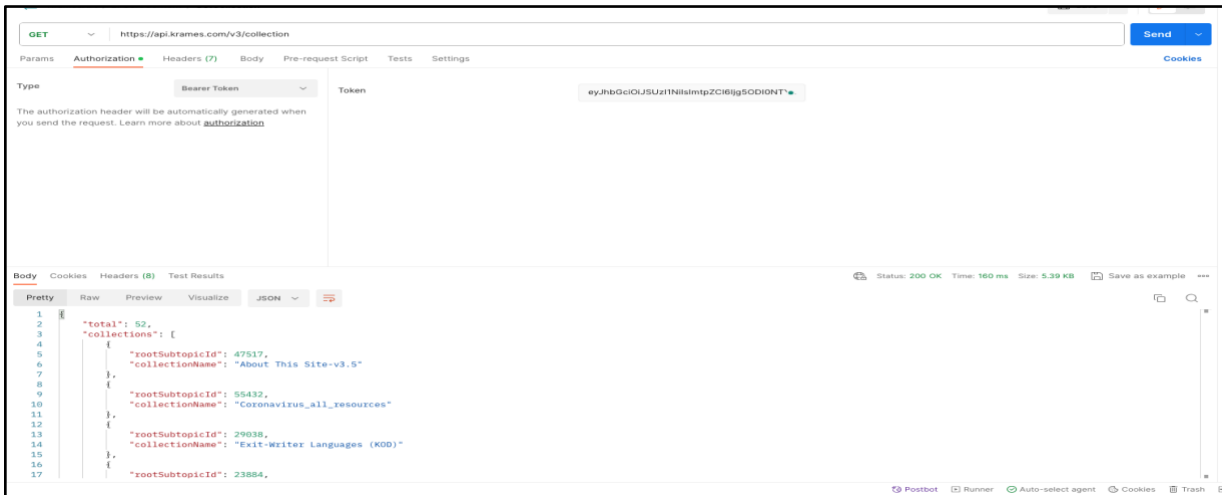 GET https://api.krames.com/v3/collection Send
Params Authorization Headers (7) Body Pre-request Script Tests Settings Cookies
Type Bearer Token Token eyJhbGciOiJSUzI1NiIsImtpZCI6Ijg5ODI0NT
The authorization header will be automatically generated when
you send the request. Learn more about authorization
Body Cookies Headers (8) Test Results Status: 200 OK Time: 160 ms Size: 5.39 KB Save as example
Pretty Raw Preview Visualize JSON
1 {
2 "total": 52,
3 "collections": [
4 {
5 "rootSubtopicId": 47517,
6 "collectionName": "About This Site-v3.5"
7 },
8 {
9 "rootSubtopicId": 55432,
10 "collectionName": "Coronavirus_all_resources"
11 },
12 {
13 "rootSubtopicId": 29038,
14 "collectionName": "Exit-Writer Languages (KOD)"
15 },
16 {
17 "rootSubtopicId": 23884,
Postbot Runner Auto-select agent Cookies Trash